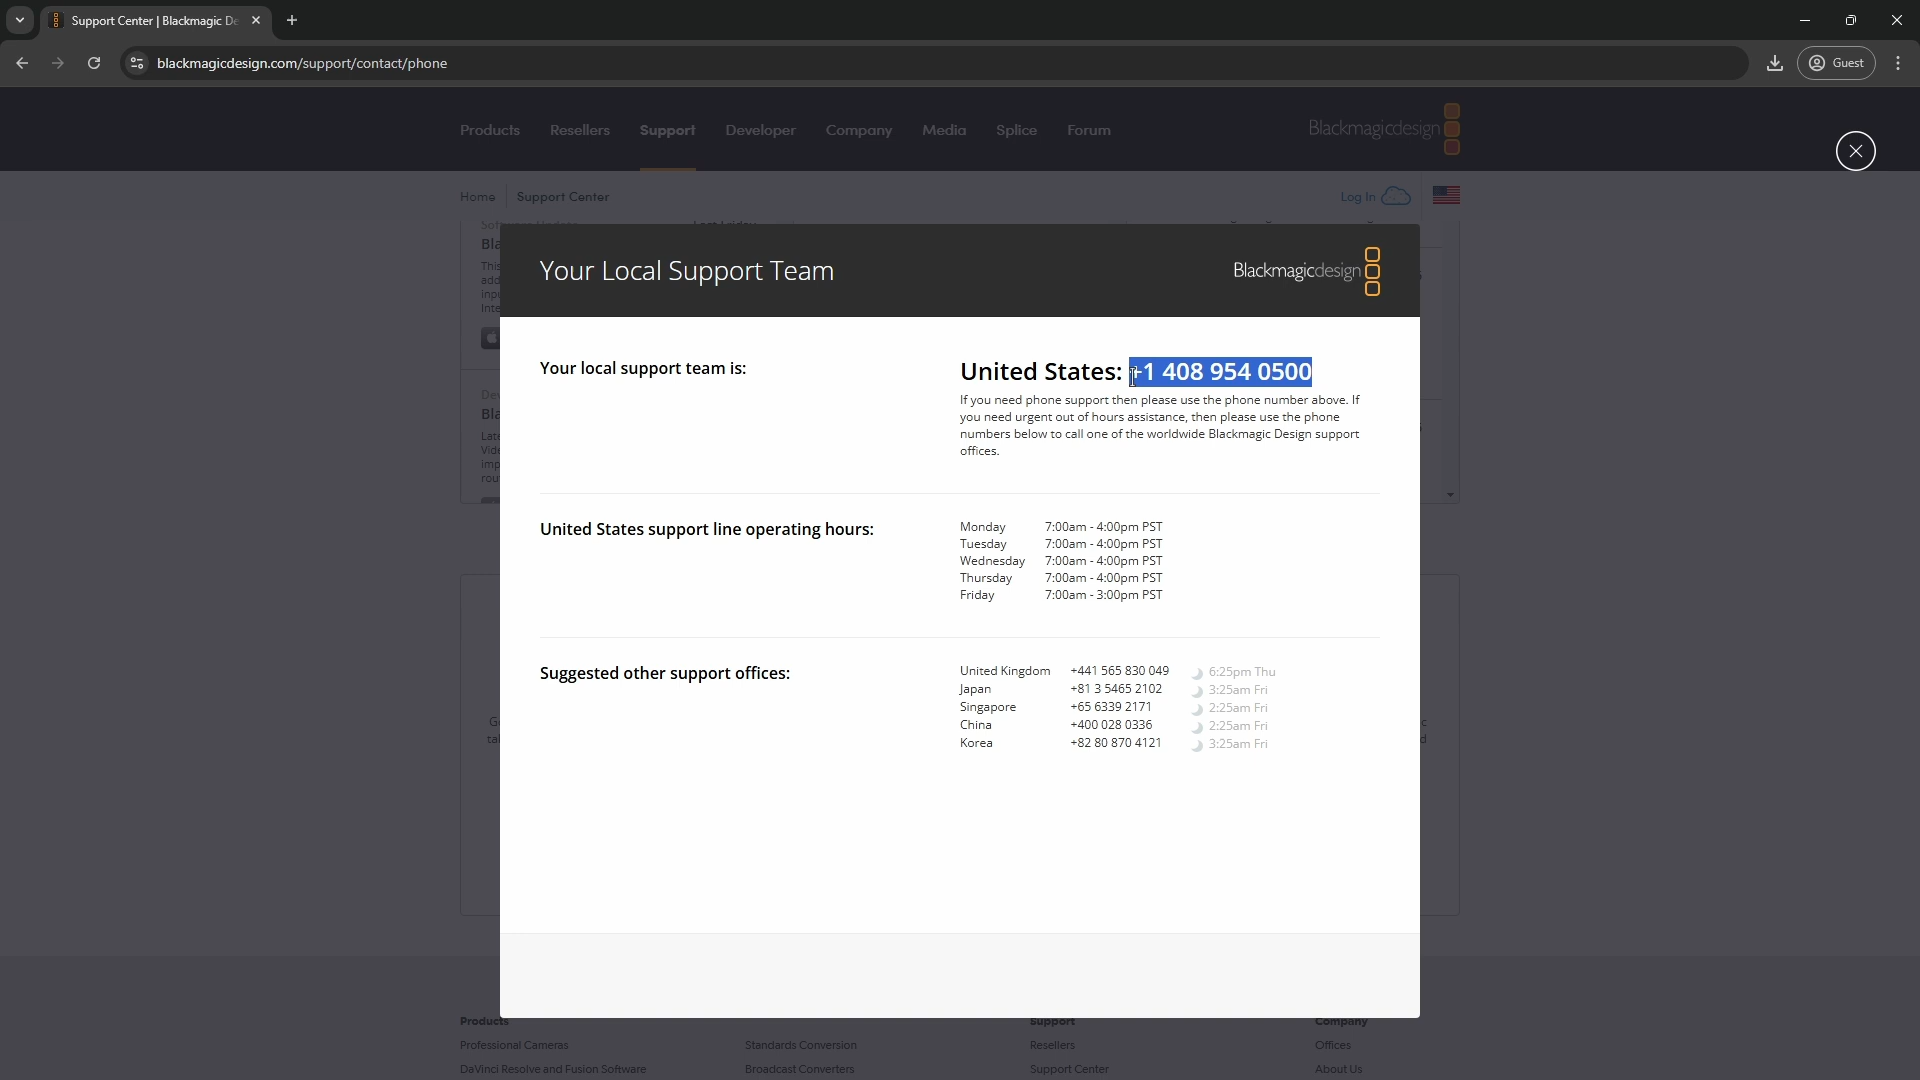 Support Center | Blackmagic De
blackmagicdesign.com/support/contact/phone
Guest
Products Resellers Support Developer Company Media Splice Forum
Blackmagicdesign
Home Support Center
Log In
Your Local Support Team
Blackmagicdesign
Your local support team is:
United States: +1 408 954 0500
If you need phone support then please use the phone number above. If
you need urgent out of hours assistance, then please use the phone
numbers below to call one of the worldwide Blackmagic Design support
offices.
United States support line operating hours:
Monday 7:00am - 4:00pm PST
Tuesday 7:00am - 4:00pm PST
Wednesday 7:00am - 4:00pm PST
Thursday 7:00am - 4:00pm PST
Friday 7:00am - 3:00pm PST
Suggested other support offices:
United Kingdom +441 565 830 049 6:25pm Thu
Japan +81 3 5465 2102 3:25am Fri
Singapore +65 6339 2171 2:25am Fri
China +400 028 0336 2:25am Fri
Korea +82 80 870 4121 3:25am Fri
Products Support Company
Professional Cameras Standards Conversion Resellers Offices
DaVinci Resolve and Fusion Software Broadcast Converters Support Center About Us